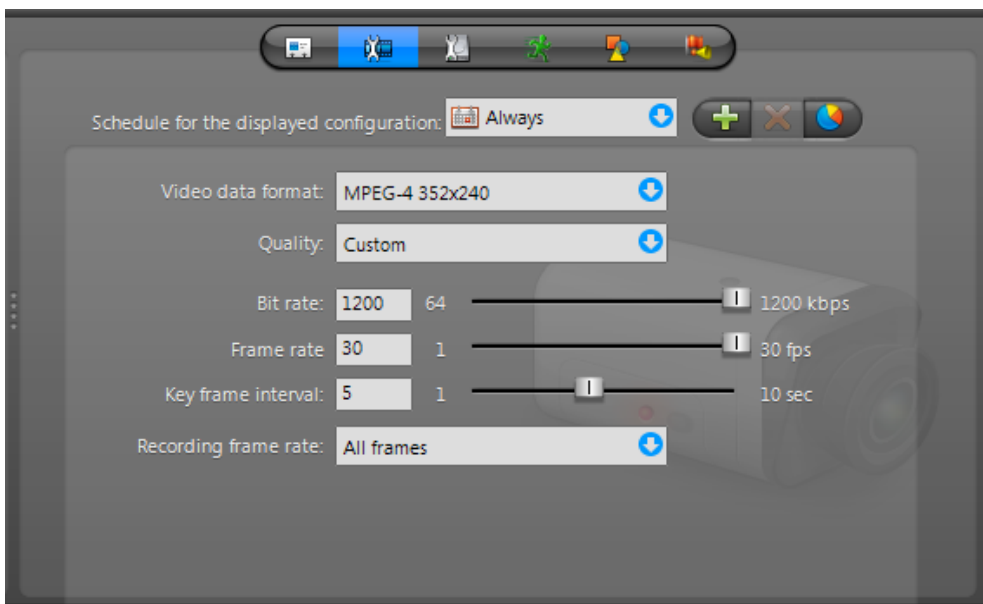 Schedule for the displayed configuration: Always
Video data format: MPEG-4 352x240
Quality: Custom
Bit rate: 1200 64 1200 kbps
Frame rate 30 1 30 fps
Key frame interval: 5 1 10 sec
Recording frame rate: All frames